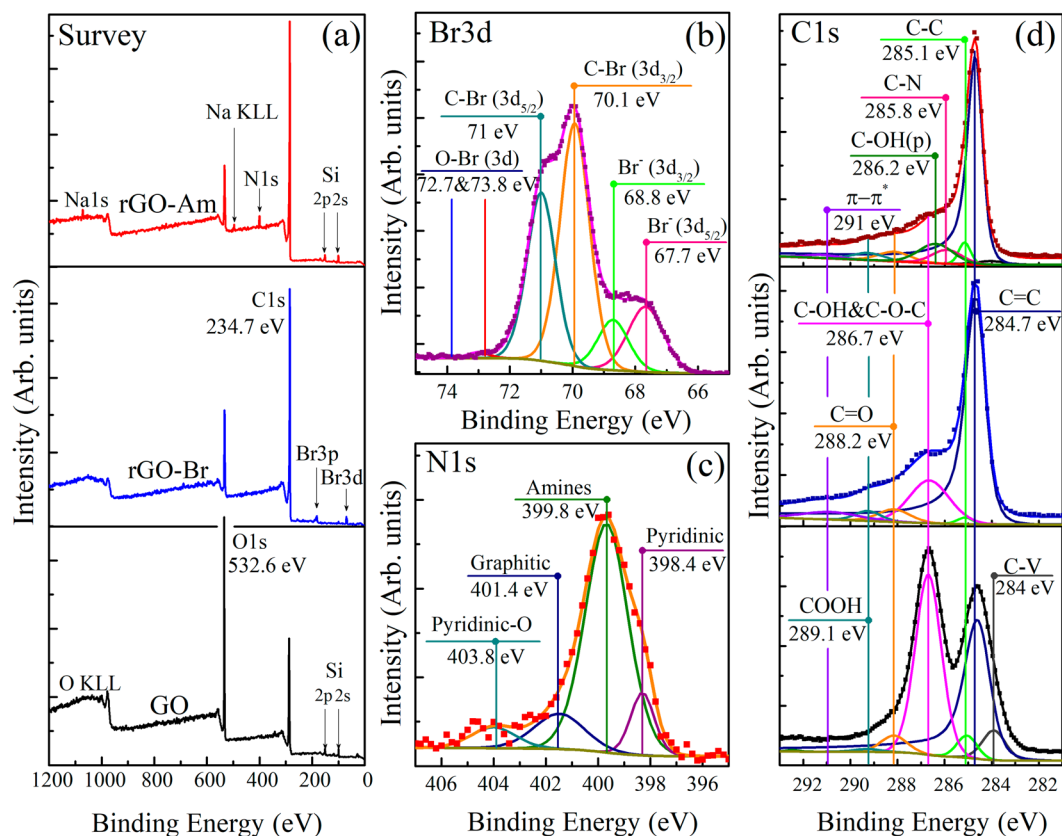 Survey
(a)
Na KLL
N1s
Si
2p 2s
Na1s
rGO-Am
C1s
234.7 eV
Br3p
Br3d
rGO-Br
O1s
532.6 eV
O KLL
GO
Si
2p 2s
Intensity (Arb. units)
1200 1000 800 600 400 200 0
Binding Energy (eV)
Br3d
(b)
C-Br (3d3/2)
70.1 eV
C-Br (3d5/2)
71 eV
O-Br (3d)
72.7&73.8 eV
Br- (3d3/2)
68.8 eV
Br- (3d5/2)
67.7 eV
Intensity (Arb. units)
75 72 70 68 66
Binding Energy (eV)
N1s
(c)
Amines
399.8 eV
Pyridinic
398.4 eV
Graphitic
401.4 eV
Pyridinic-O
403.8 eV
Intensity (Arb. units)
406 404 402 400 398 396
Binding Energy (eV)
C1s
(d)
C-C
285.1 eV
C-N
285.8 eV
C-OH(p)
286.2 eV
π–π*
291 eV
C-OH&C-O-C
286.7 eV
C=C
284.7 eV
C=O
288.2 eV
COOH
289.1 eV
C-V
284 eV
Intensity (Arb. units)
292 290 288 286 284 282
Binding Energy (eV)